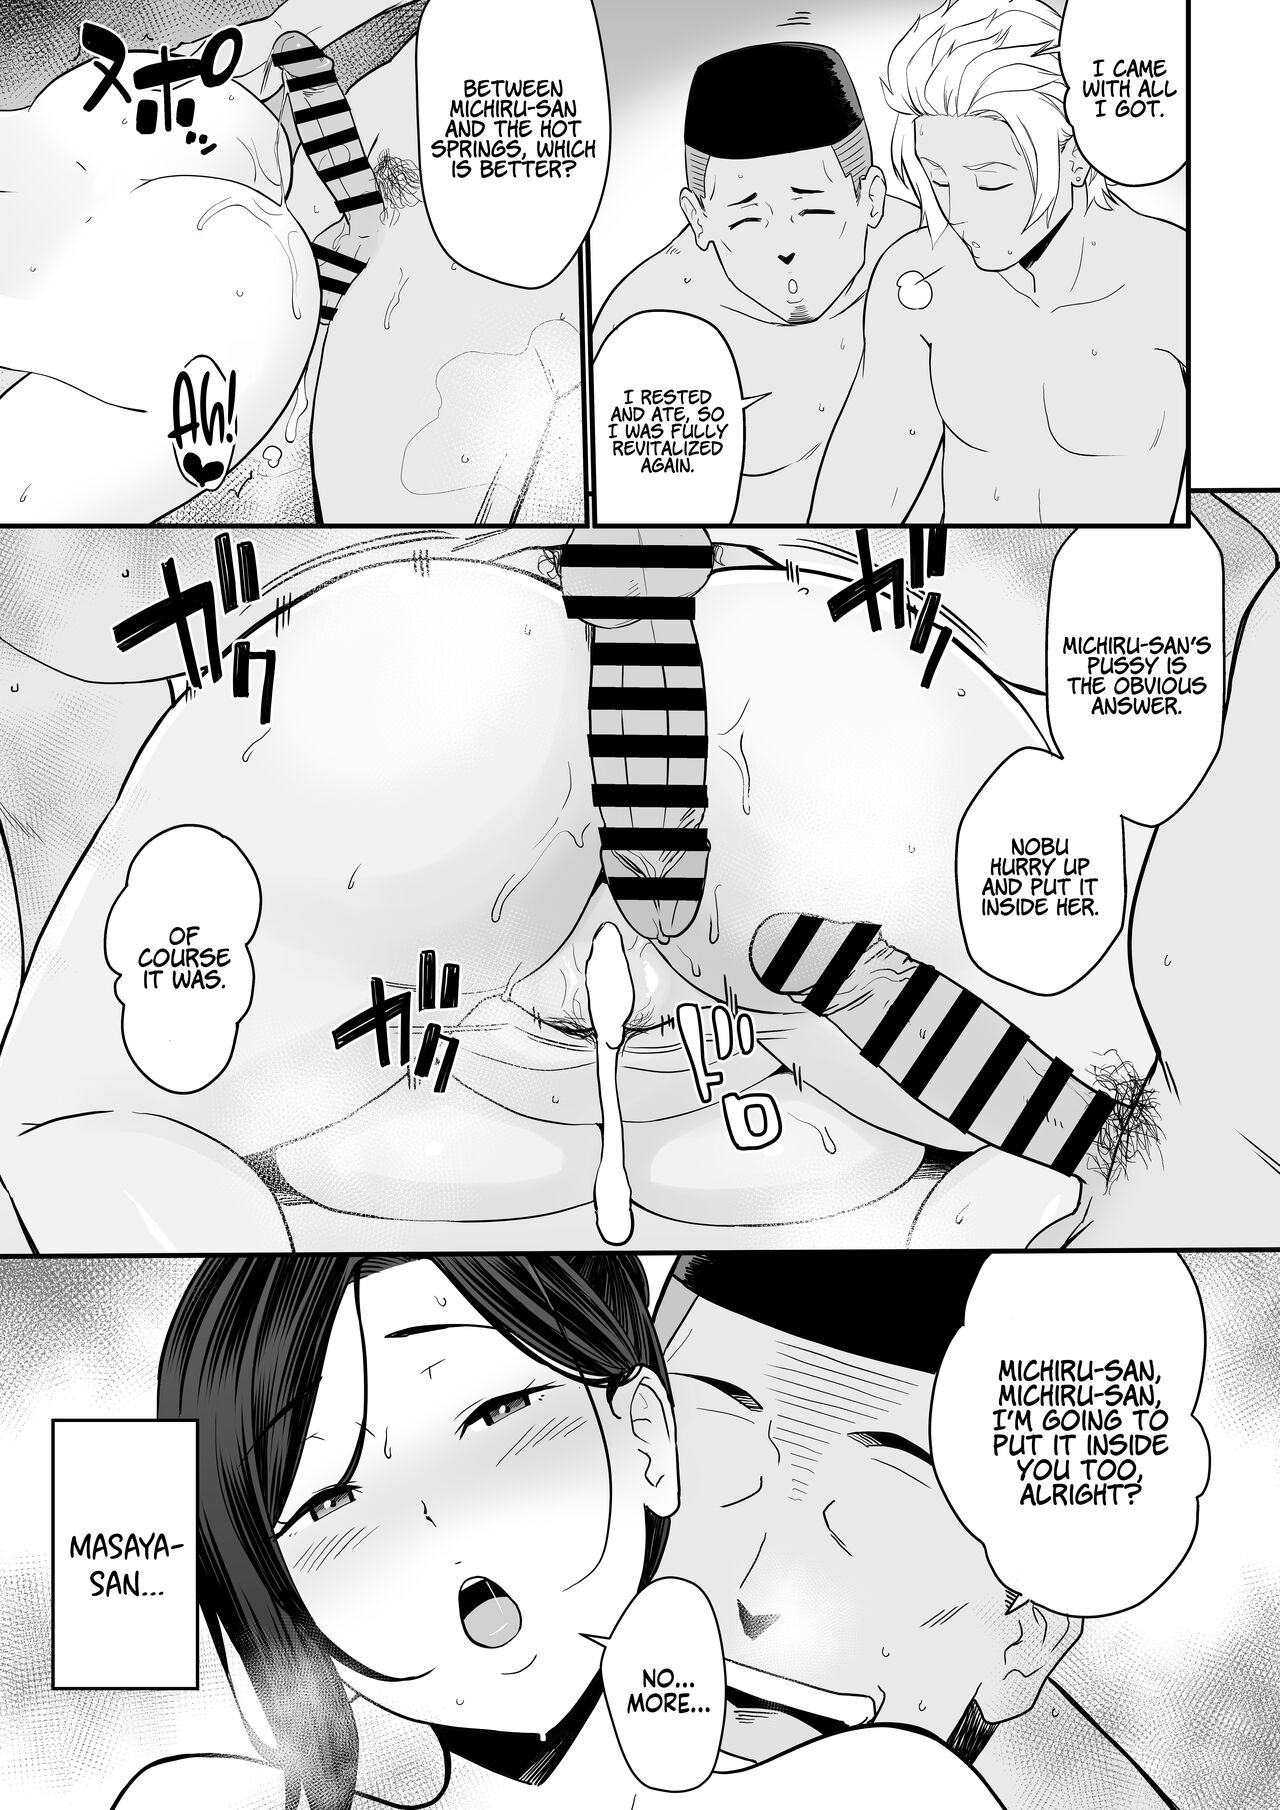 I CAME
WITH ALL
I GOT.
I RESTED
AND ATE, SO
I WAS FULLY
REVITALIZED
AGAIN.
BETWEEN
MICHIRU-SAN
AND THE HOT
SPRINGS, WHICH
IS BETTER?
ヌポッ
AH!
MICHIRU-SAN'S
PUSSY IS
THE OBVIOUS
ANSWER.
NOBU
HURRY UP
AND PUT IT
INSIDE HER.
ガク
ガク
ガク
ドロ
OF
COURSE
IT WAS.
MICHIRU-SAN,
MICHIRU-SAN,
I'M GOING TO
PUT IT INSIDE
YOU TOO,
ALRIGHT?
NO...
MORE...
MASAYA-
SAN...